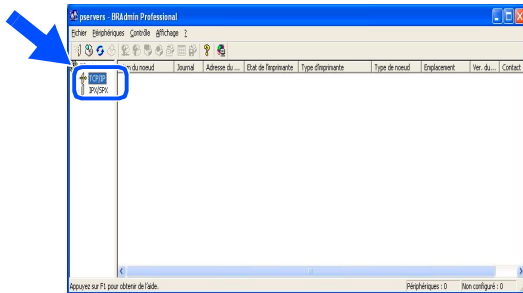 pservers - BRAdmin Professional
Fichier Périphériques Contrôle Affichage ?
du noeud Journal Adresse du ... Etat de l'imprimante Type d'imprimante Type de noeud Emplacement Ver. du... Contact
TCP/IP
IPX/SPX
Appuyez sur F1 pour obtenir de l'aide. Périphériques : 0 Non configuré : 0